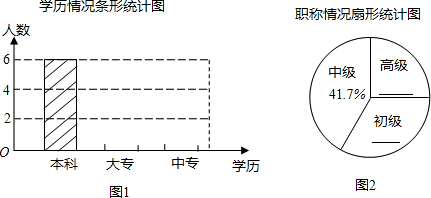 学历情况条形统计图
人数
6
4
2
O
本科 大专 中专 学历
图1
职称情况扇形统计图
中级
41.7%
高级
初级
图2